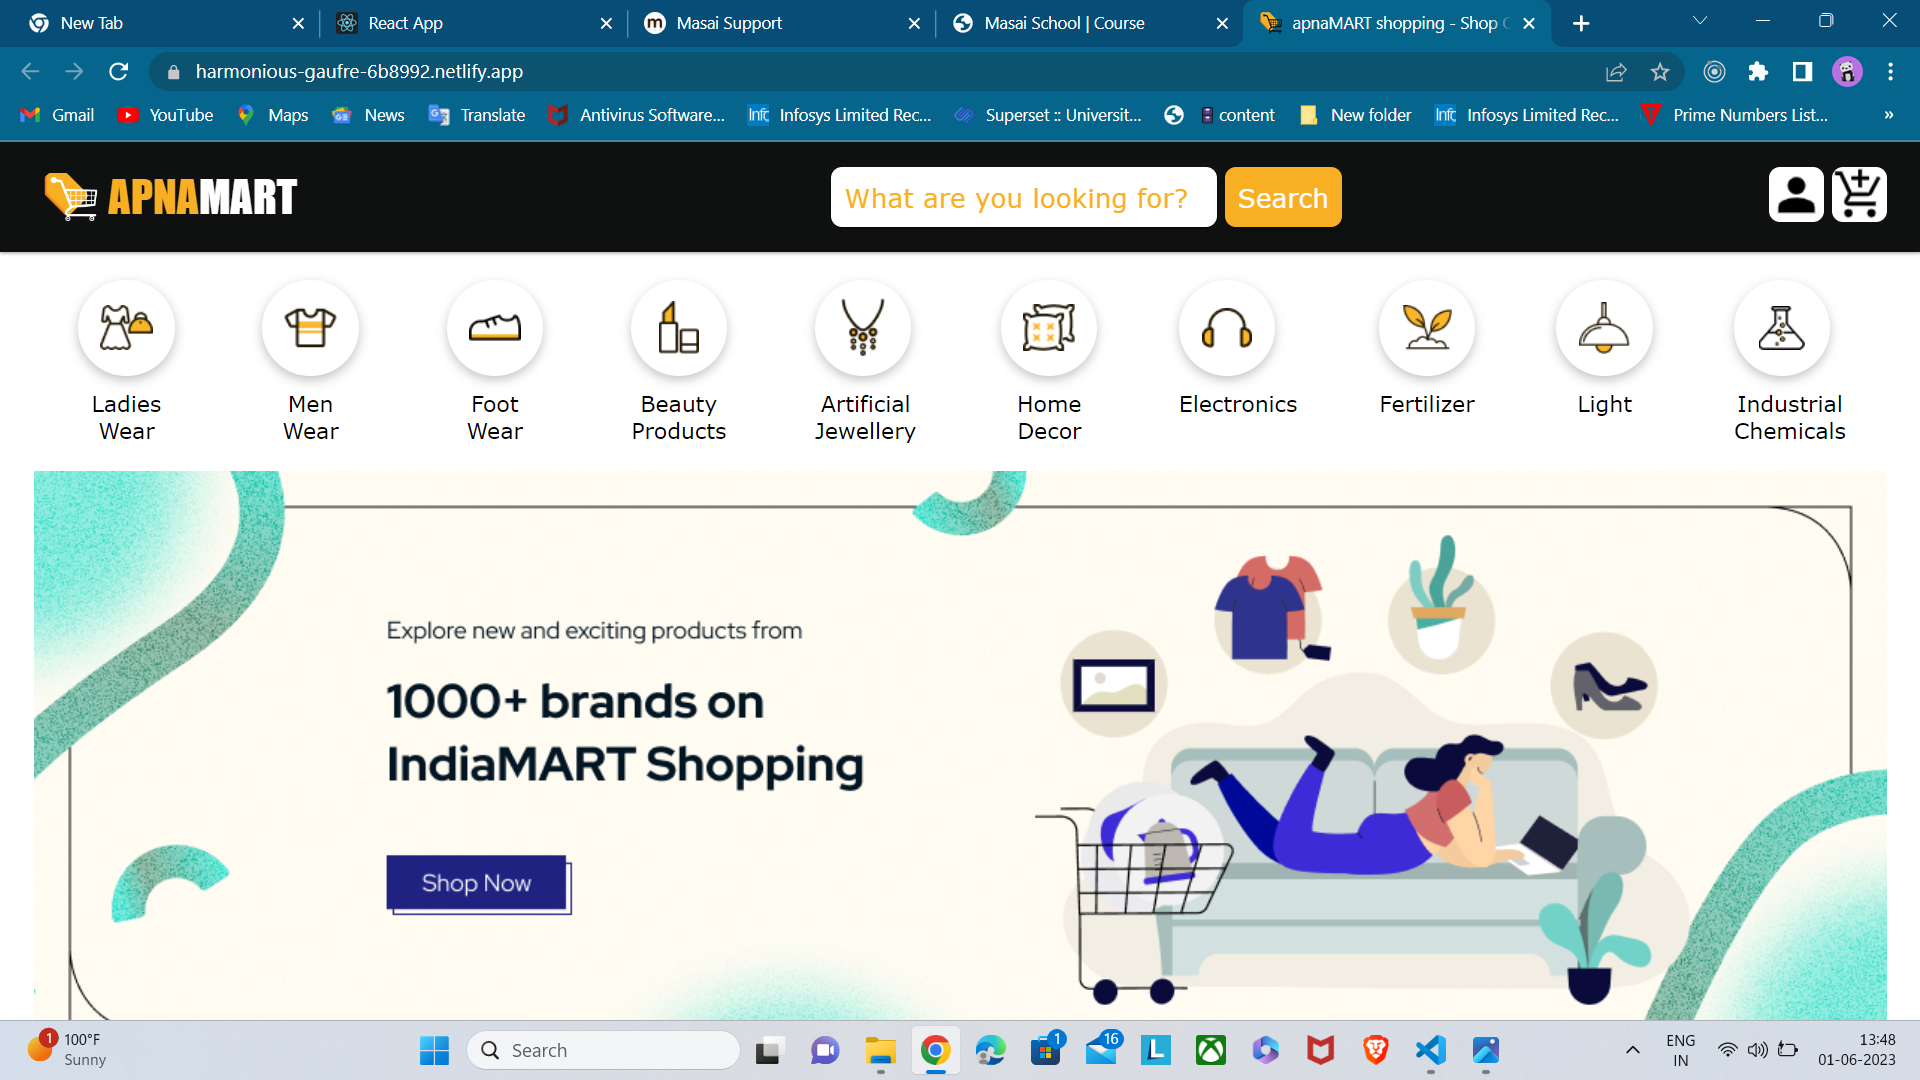 New Tab
React App
Masai Support
Masai School | Course
apnaMART shopping - Shop
harmonious-gaufre-6b8992.netlify.app
Gmail
YouTube
Maps
News
Translate
Antivirus Software...
Infosys Limited Rec...
Superset :: Universit...
content
New folder
Infosys Limited Rec...
Prime Numbers List...
»
APNAMART
What are you looking for?
Search
Ladies
Wear
Men
Wear
Foot
Wear
Beauty
Products
Artificial
Jewellery
Home
Decor
Electronics
Fertilizer
Light
Industrial
Chemicals
Explore new and exciting products from
1000+ brands on
IndiaMART Shopping
Shop Now
1
100°F
Sunny
Search
1
16
ENG
IN
13:48
01-06-2023